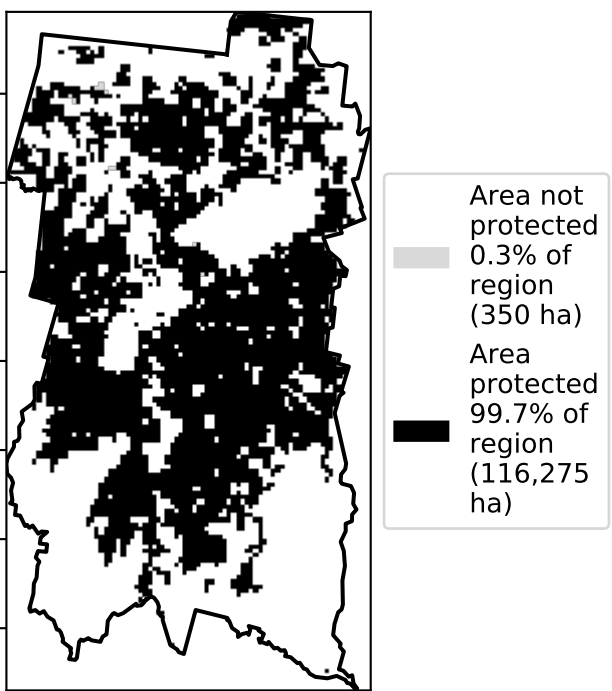 Area not
protected
0.3% of
region
(350 ha)
Area
protected
99.7% of
region
(116,275
ha)